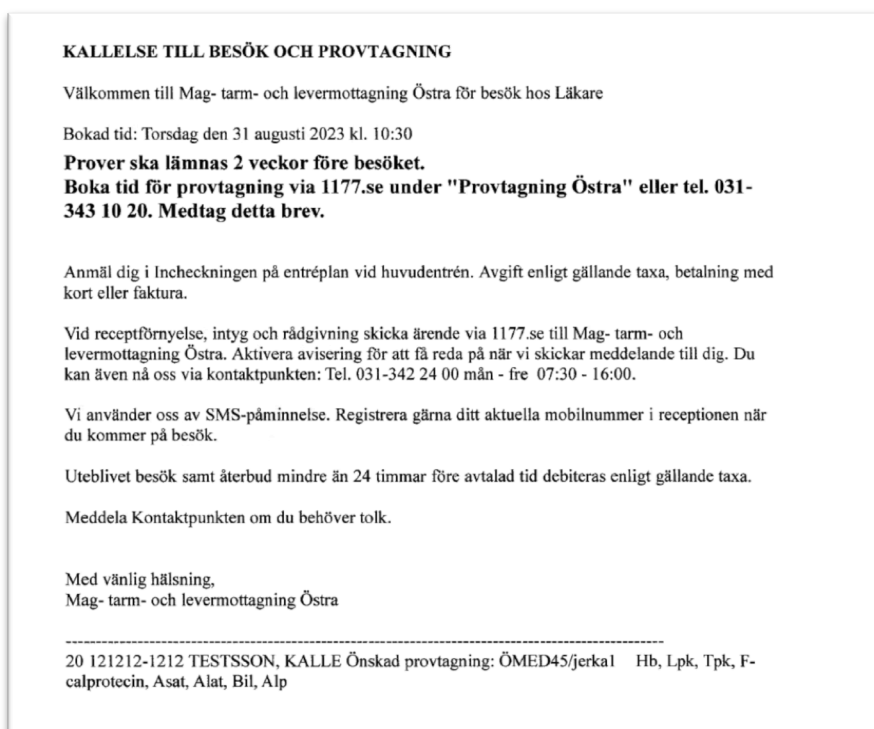 KALLELSE TILL BESÖK OCH PROVTAGNING
Välkommen till Mag- tarm- och levermottagning Östra för besök hos Läkare
Bokad tid: Torsdag den 31 augusti 2023 kl. 10:30
Prover ska lämnas 2 veckor före besöket.
Boka tid för provtagning via 1177.se under "Provtagning Östra" eller tel. 031-
343 10 20. Medtag detta brev.
Anmäl dig i Incheckningen på entréplan vid huvudentrén. Avgift enligt gällande taxa, betalning med
kort eller faktura.
Vid receptförnyelse, intyg och rådgivning skicka ärende via 1177.se till Mag- tarm- och
levermottagning Östra. Aktivera avisering för att få reda på när vi skickar meddelande till dig. Du
kan även nå oss via kontaktpunkten: Tel. 031-342 24 00 mån - fre 07:30 - 16:00.
Vi använder oss av SMS-påminnelse. Registrera gärna ditt aktuella mobilnummer i receptionen när
du kommer på besök.
Uteblivet besök samt återbud mindre än 24 timmar före avtalad tid debiteras enligt gällande taxa.
Meddela Kontaktpunkten om du behöver tolk.
Med vänlig hälsning,
Mag- tarm- och levermottagning Östra
20 121212-1212 TESTSSON, KALLE Önskad provtagning: ÖMED45/jerka1 Hb, Lpk, Tpk, F-
calprotecin, Asat, Alat, Bil, Alp